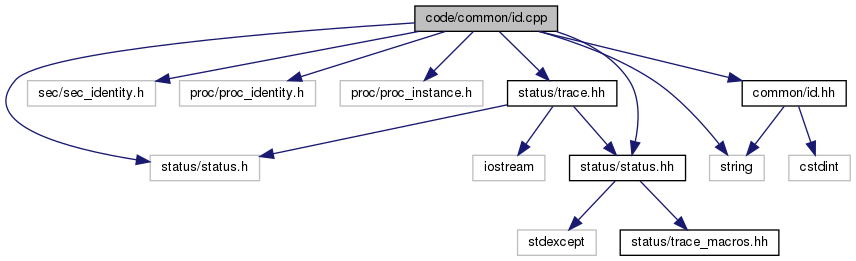 code/common/id.cpp
sec/sec_identity.h
proc/proc_identity.h
proc/proc_instance.h
status/trace.hh
common/id.hh
status/status.h
iostream
status/status.hh
string
cstdint
stdexcept
status/trace_macros.hh